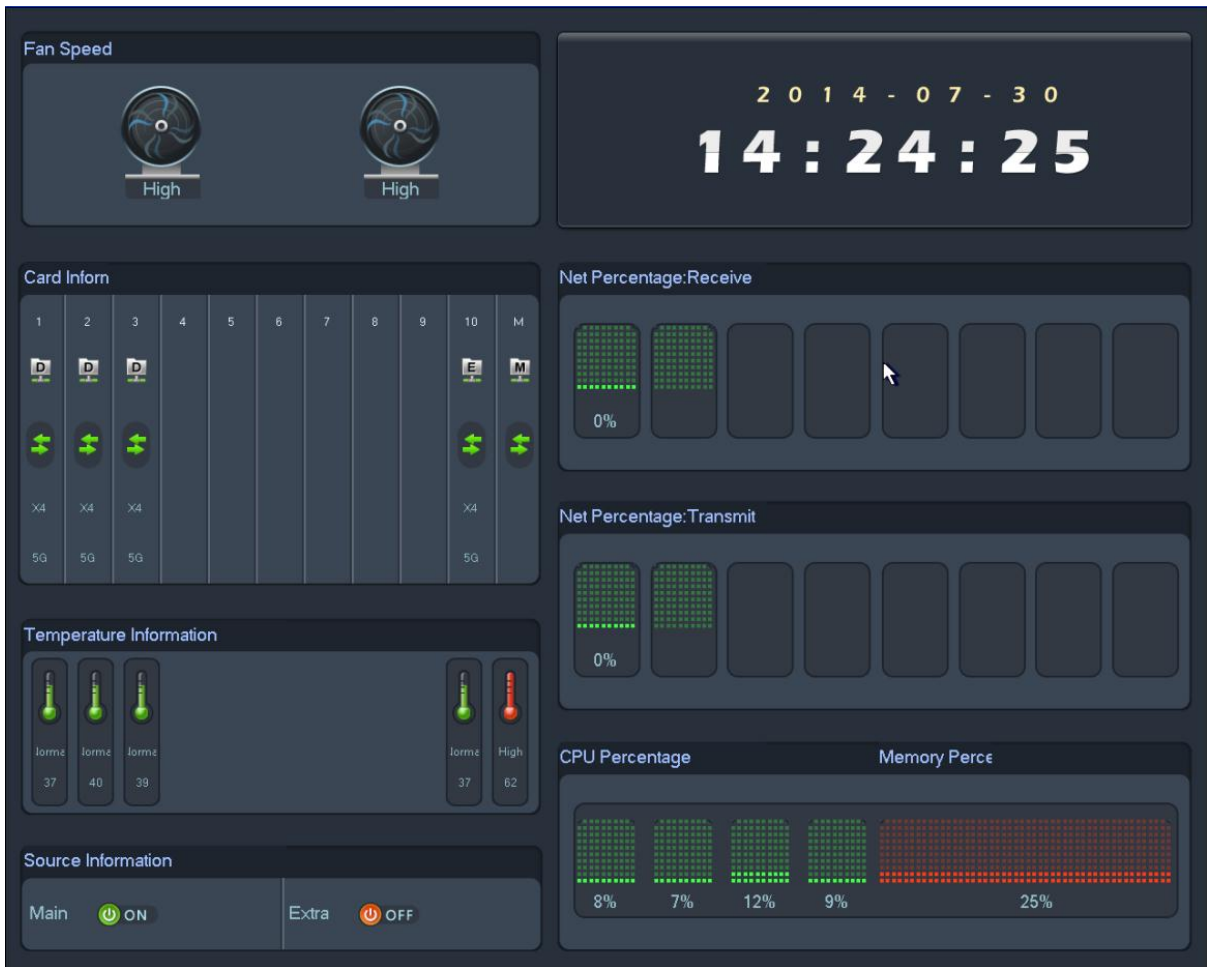 Fan Speed
High High
2014-07-30
14:24:25
Card Inforn
1 2 3 4 5 6 7 8 9 10 M
D D D E M
X4 X4 X4 X4
5G 5G 5G 5G
Temperature Information
lorma lorma lorma lorma High
37 40 39 37 62
Source Information
Main ON Extra OFF
Net Percentage:Receive
0%
Net Percentage:Transmit
0%
CPU Percentage Memory Perce
8% 7% 12% 9% 25%